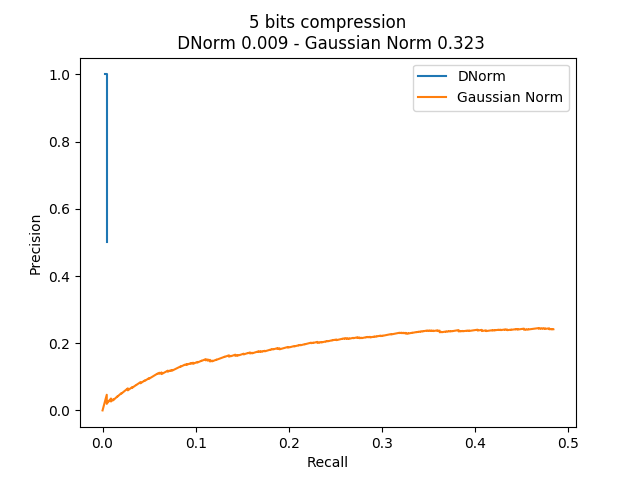 5 bits compression
DNorm 0.009 - Gaussian Norm 0.323
DNorm
Gaussian Norm
1.0
0.8
0.6
0.4
0.2
0.0
Precision
0.0 0.1 0.2 0.3 0.4 0.5
Recall